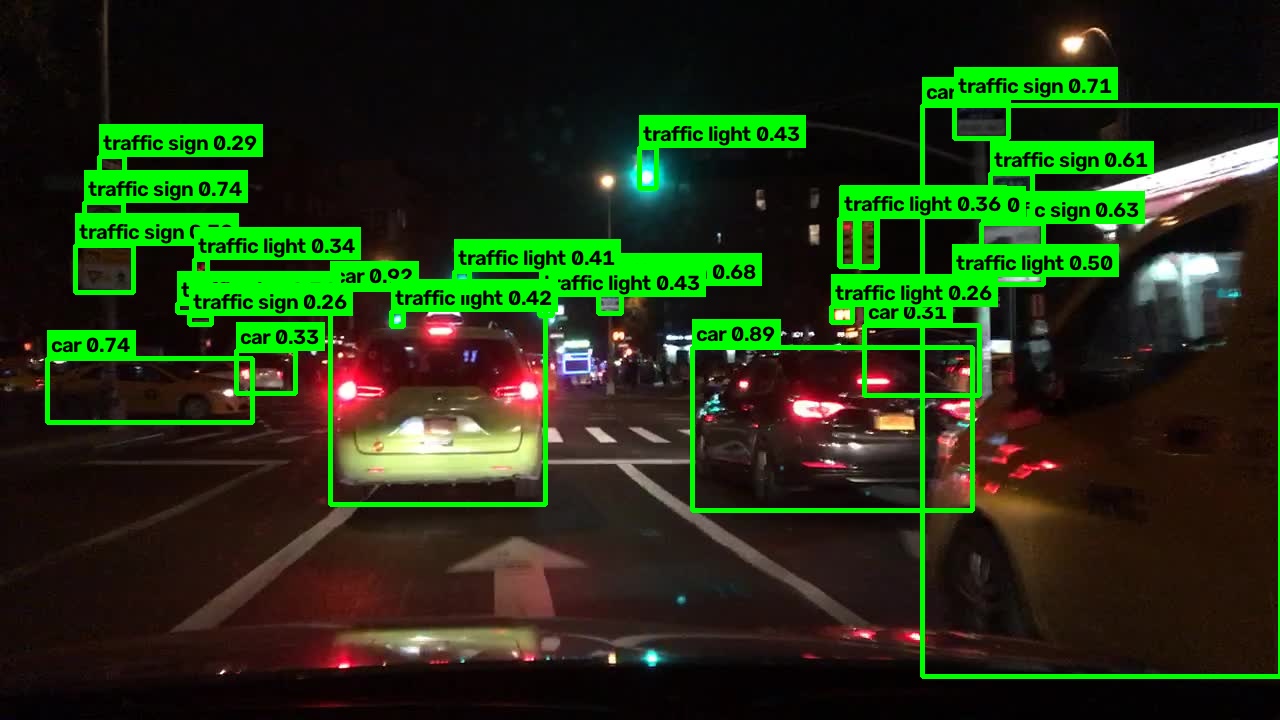 traffic sign 0.71
car
traffic light 0.43
traffic sign 0.29
traffic sign 0.61
traffic sign 0.74
traffic light 0.36
c sign 0.63
traffic sign
traffic light 0.34
traffic light 0.41
traffic light 0.50
car 0.92
0.68
traffic light 0.43
traffic light 0.42
traffic sign 0.26
traffic light 0.26
car 0.31
car 0.89
car 0.33
car 0.74